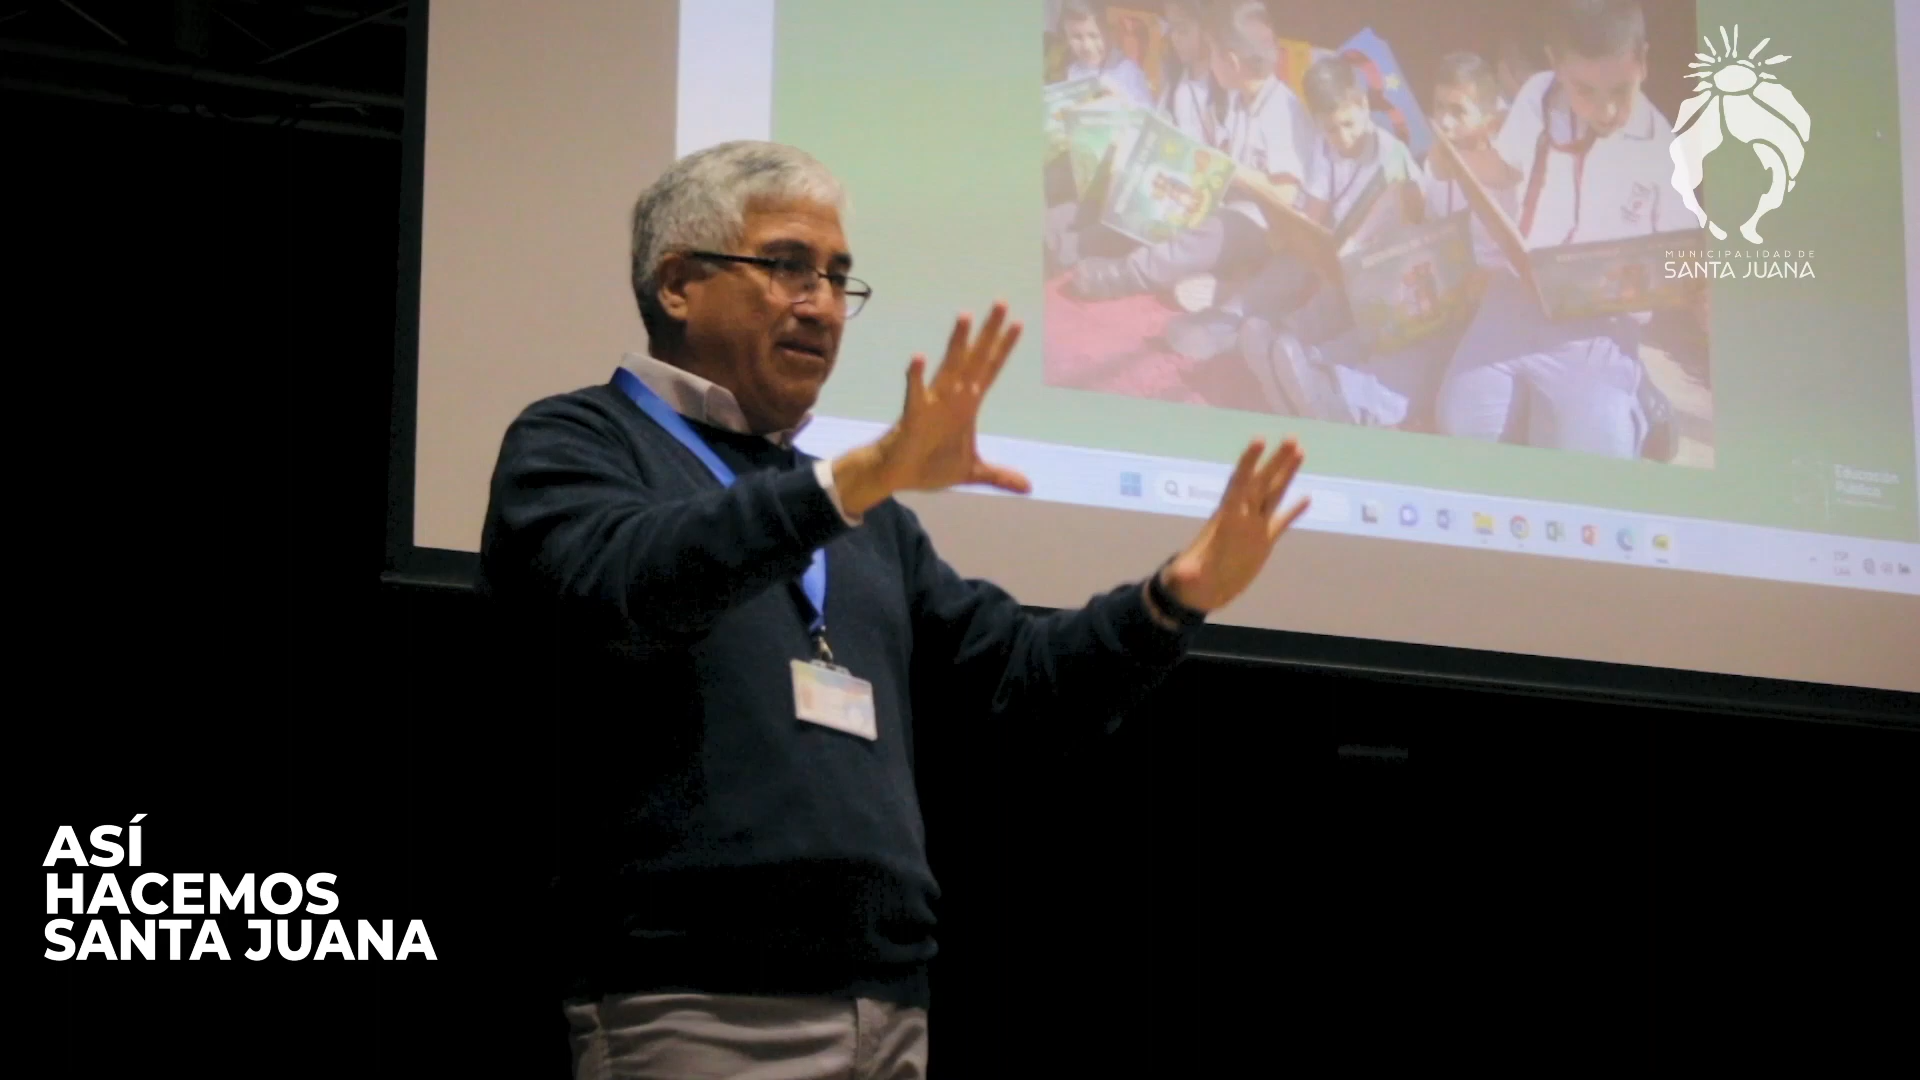 MUNICIPALIDAD DE
SANTA JUANA
Educación
Pública
ASÍ
HACEMOS
SANTA JUANA